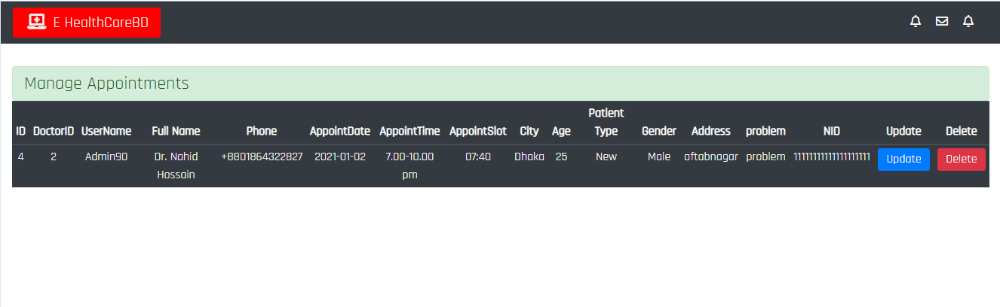 E HealthCareBD
Manage Appointments
ID DoctorID UserName Full Name Phone AppointDate AppointTime AppointSlot City Age Patient Type Gender Address problem NID Update Delete
4 2 Admin90 Dr. Nahid Hossain +8801864322827 2021-01-02 7.00-10.00 pm 07:40 Dhaka 25 New Male aftabnagar problem 11111111111111111111 Update Delete